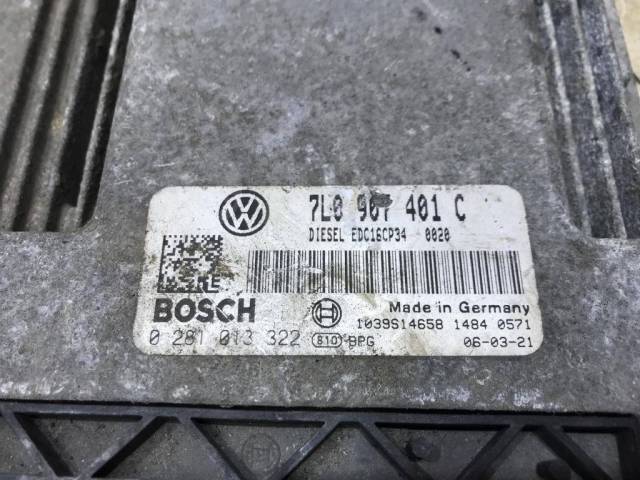 7L0 907 401 C
DIESEL EDC16CP34 0020
BOSCH
Made in Germany
1039S14658 1484 0571
0 281 013 322 810 BPG 06-03-21